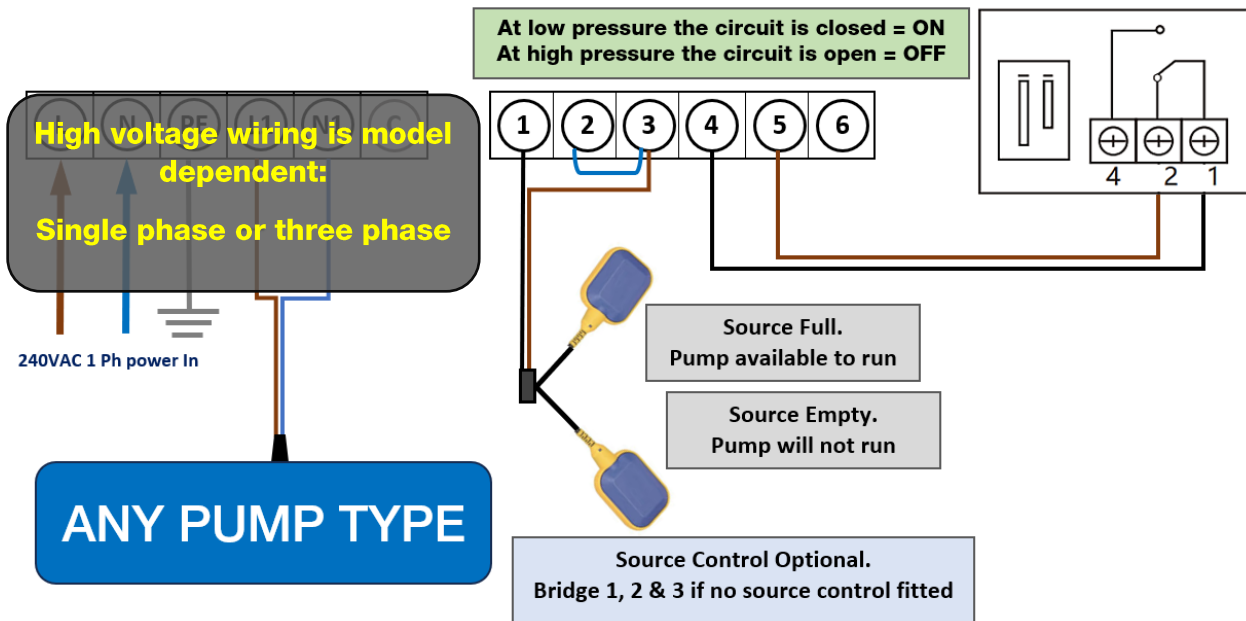 At low pressure the circuit is closed = ON
At high pressure the circuit is open = OFF
L N PE L1 N1 C
High voltage wiring is model
dependent:
Single phase or three phase
1 2 3 4 5 6
4 2 1
240VAC 1 Ph power In
Source Full.
Pump available to run
Source Empty.
Pump will not run
ANY PUMP TYPE
Source Control Optional.
Bridge 1, 2 & 3 if no source control fitted